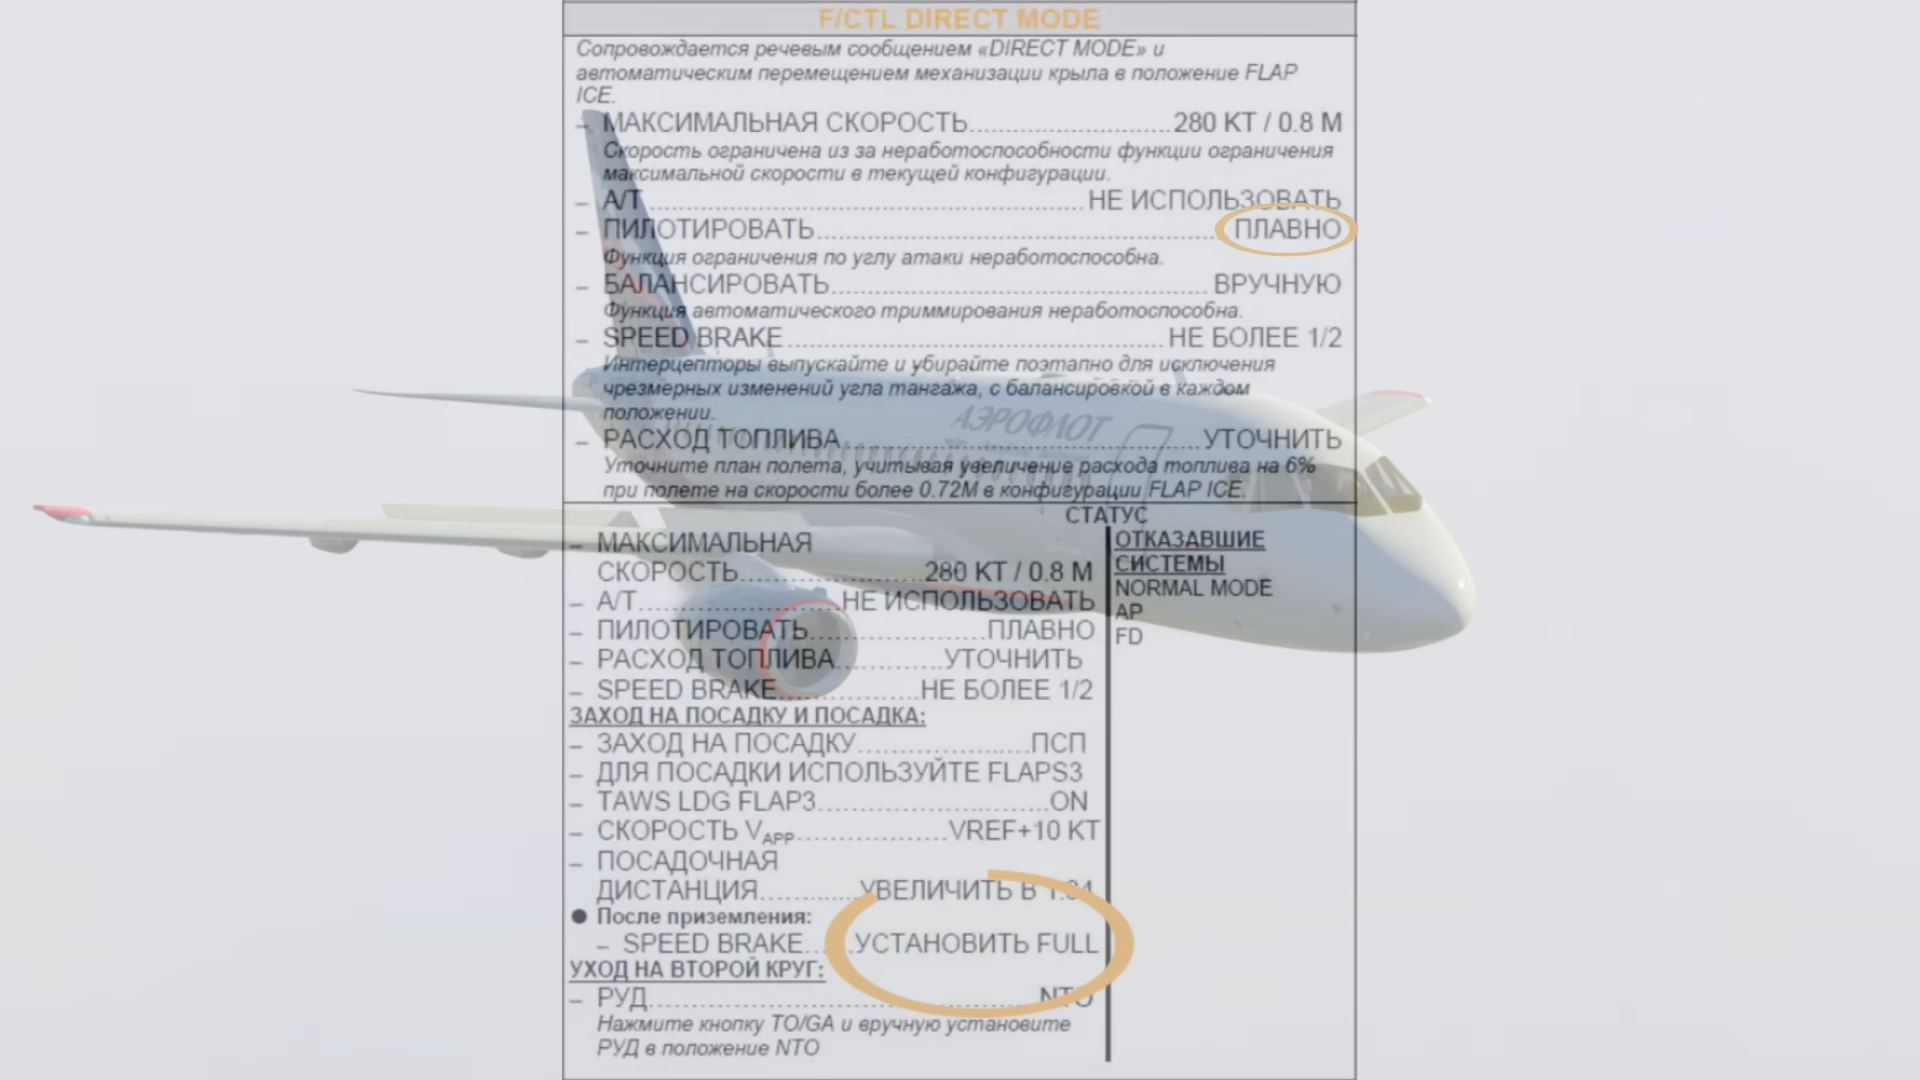 F/CTL DIRECT MODE
Сопровождается речевым сообщением «DIRECT MODE» и
автоматическим перемещением механизации крыла в положение FLAP
ICE.
– МАКСИМАЛЬНАЯ СКОРОСТЬ........................280 KT / 0.8 M
Скорость ограничена из за неработоспособности функции ограничения
максимальной скорости в текущей конфигурации.
– A/T........................НЕ ИСПОЛЬЗОВАТЬ
– ПИЛОТИРОВАТЬ........................ПЛАВНО
Функция ограничения по углу атаки неработоспособна.
– БАЛАНСИРОВАТЬ........................ВРУЧНУЮ
Функция автоматического триммирования неработоспособна.
– SPEED BRAKE........................НЕ БОЛЕЕ 1/2
Интерцепторы выпускайте и убирайте поэтапно для исключения
чрезмерных изменений угла тангажа, с балансировкой в каждом
положении.
АЭРОФЛОТ
– РАСХОД ТОПЛИВА........................УТОЧНИТЬ
Уточните план полета, учитывая увеличение расхода топлива на 6%
при полете на скорости более 0.72М в конфигурации FLAP ICE.
СТАТУС
– МАКСИМАЛЬНАЯ
СКОРОСТЬ........................280 KT / 0.8 M
– A/T........................НЕ ИСПОЛЬЗОВАТЬ
– ПИЛОТИРОВАТЬ........................ПЛАВНО
– РАСХОД ТОПЛИВА............УТОЧНИТЬ
– SPEED BRAKE................НЕ БОЛЕЕ 1/2
ЗАХОД НА ПОСАДКУ И ПОСАДКА:
– ЗАХОД НА ПОСАДКУ....................ПСП
– ДЛЯ ПОСАДКИ ИСПОЛЬЗУЙТЕ FLAPS3
– TAWS LDG FLAP3........................ON
– СКОРОСТЬ VAPP..................VREF+10 KT
– ПОСАДОЧНАЯ
ДИСТАНЦИЯ............УВЕЛИЧИТЬ В 1.34
● После приземления:
– SPEED BRAKE......УСТАНОВИТЬ FULL
УХОД НА ВТОРОЙ КРУГ:
– РУД........................NTO
Нажмите кнопку TO/GA и вручную установите
РУД в положение NTO
ОТКАЗАВШИЕ
СИСТЕМЫ
NORMAL MODE
AP
FD